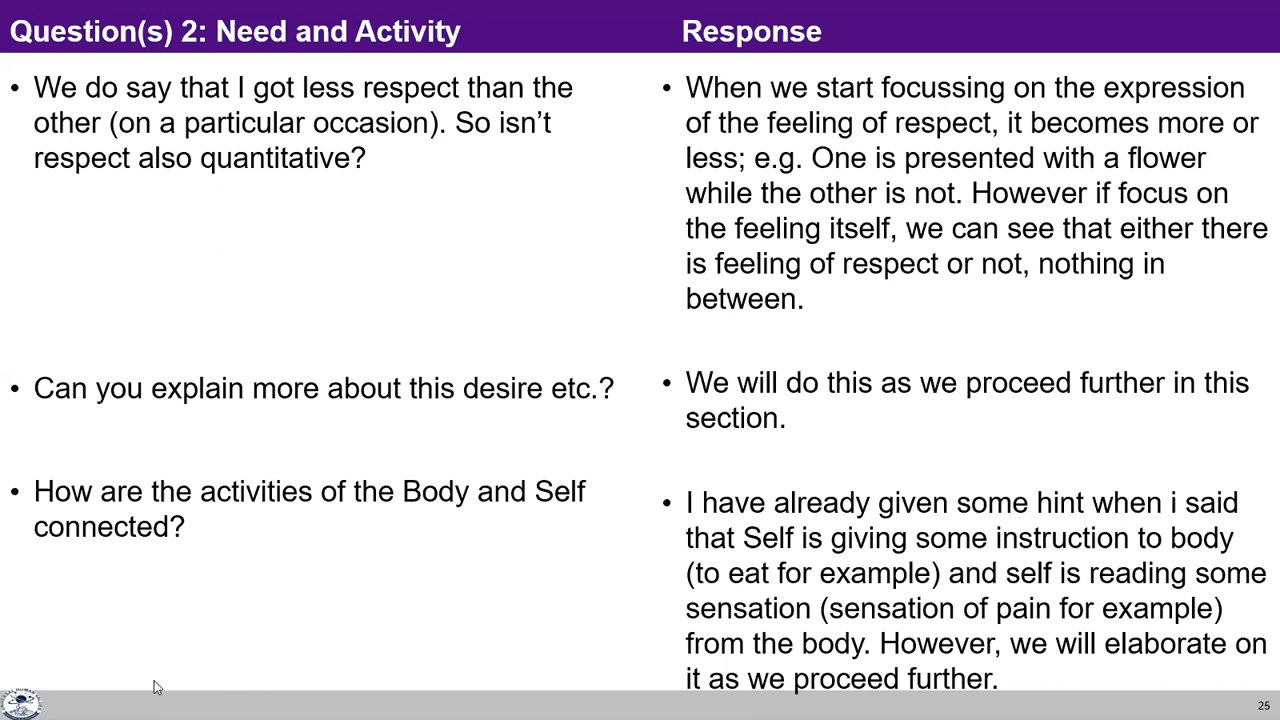 Question(s) 2: Need and Activity
Response
• We do say that I got less respect than the
other (on a particular occasion). So isn't
respect also quantitative?
• When we start focussing on the expression
of the feeling of respect, it becomes more or
less; e.g. One is presented with a flower
while the other is not. However if focus on
the feeling itself, we can see that either there
is feeling of respect or not, nothing in
between.
• Can you explain more about this desire etc.?
• We will do this as we proceed further in this
section.
• How are the activities of the Body and Self
connected?
• I have already given some hint when i said
that Self is giving some instruction to body
(to eat for example) and self is reading some
sensation (sensation of pain for example)
from the body. However, we will elaborate on
it as we proceed further.
25